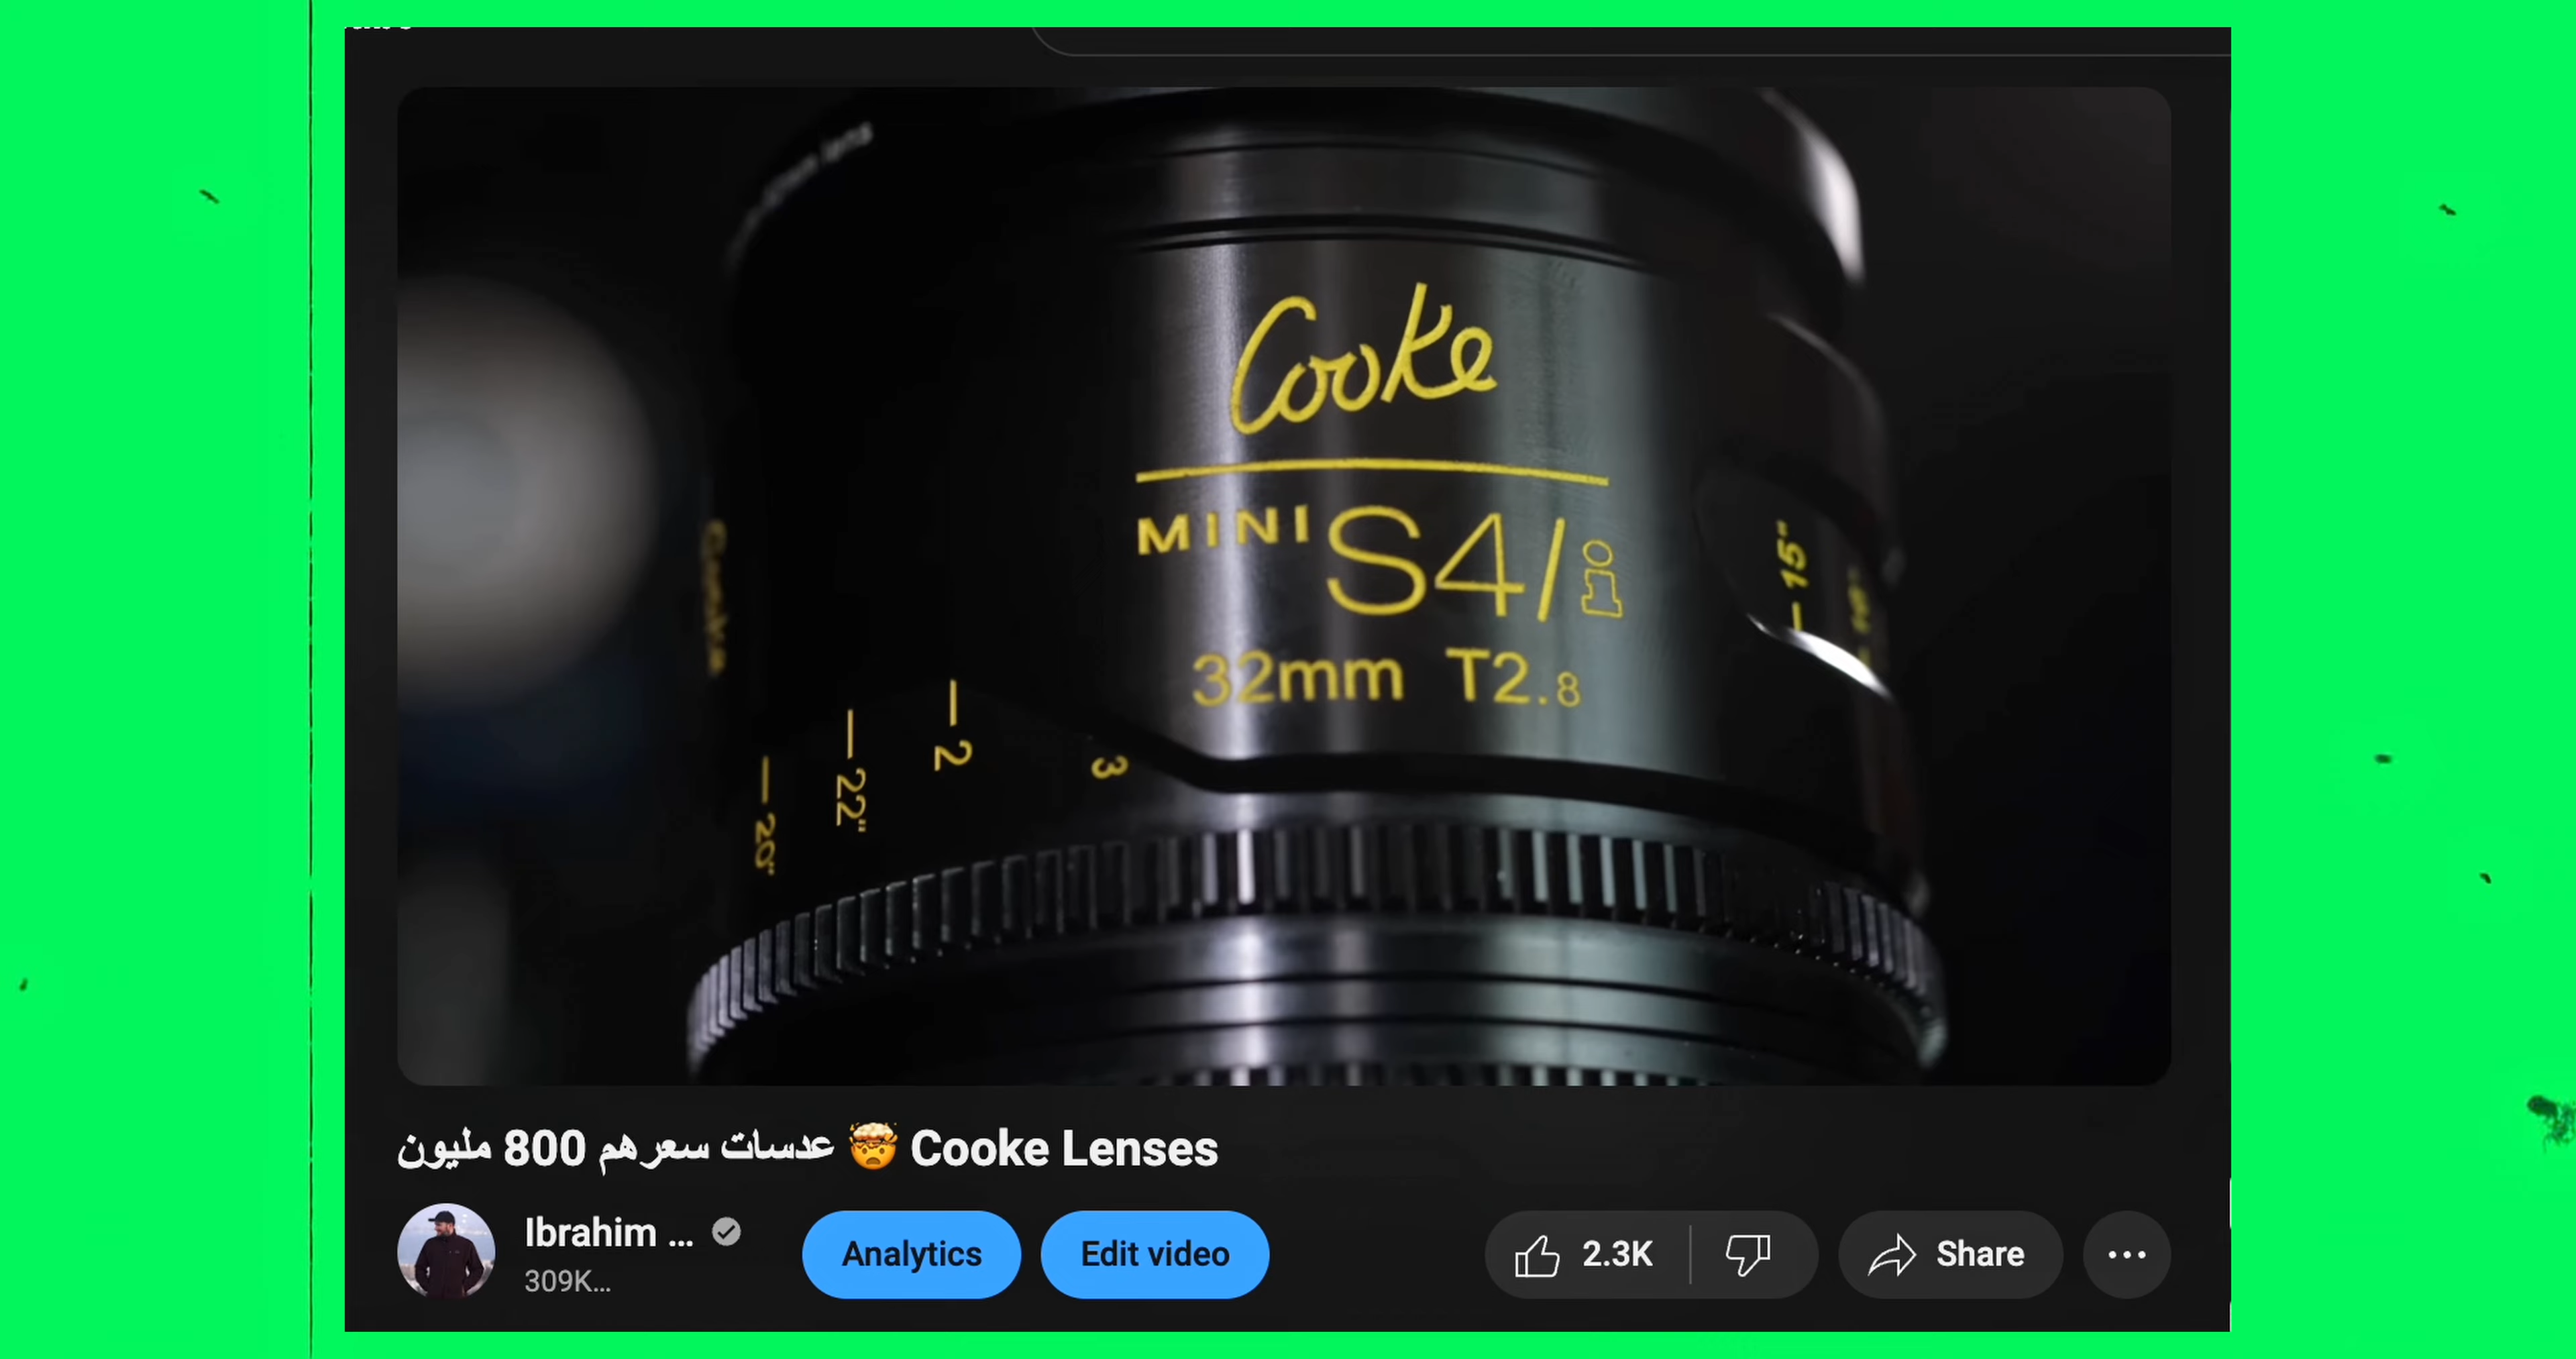 Cooke
MINI S4/i
32mm T2.8
20"
22"
2
3
15"
عدسات سعرهم 800 مليون 🤯 Cooke Lenses
Ibrahim ...
309K...
Analytics
Edit video
2.3K
Share